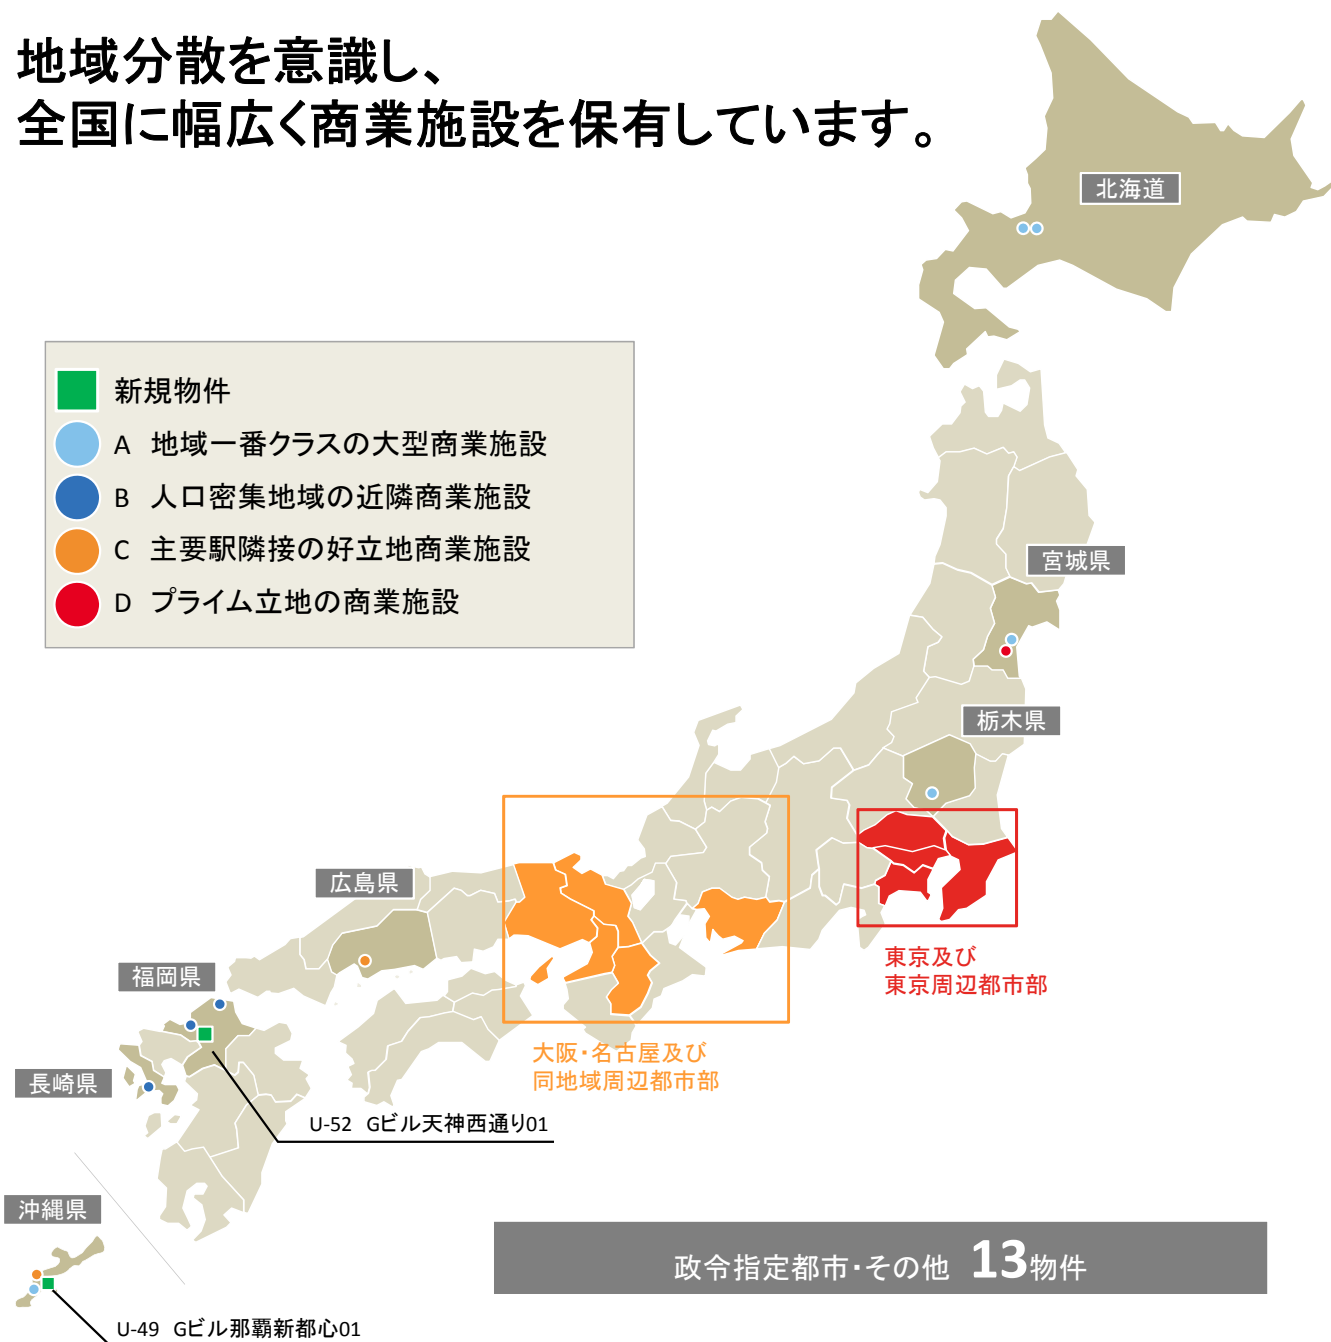 地域分散を意識し、
全国に幅広く商業施設を保有しています。
北海道
新規物件
A 地域一番クラスの大型商業施設
B 人口密集地域の近隣商業施設
C 主要駅隣接の好立地商業施設
D プライム立地の商業施設
宮城県
栃木県
広島県
東京及び
東京周辺都市部
福岡県
大阪・名古屋及び
同地域周辺都市部
長崎県
U-52 Gビル天神西通り01
沖縄県
政令指定都市・その他 13物件
U-49 Gビル那覇新都心01